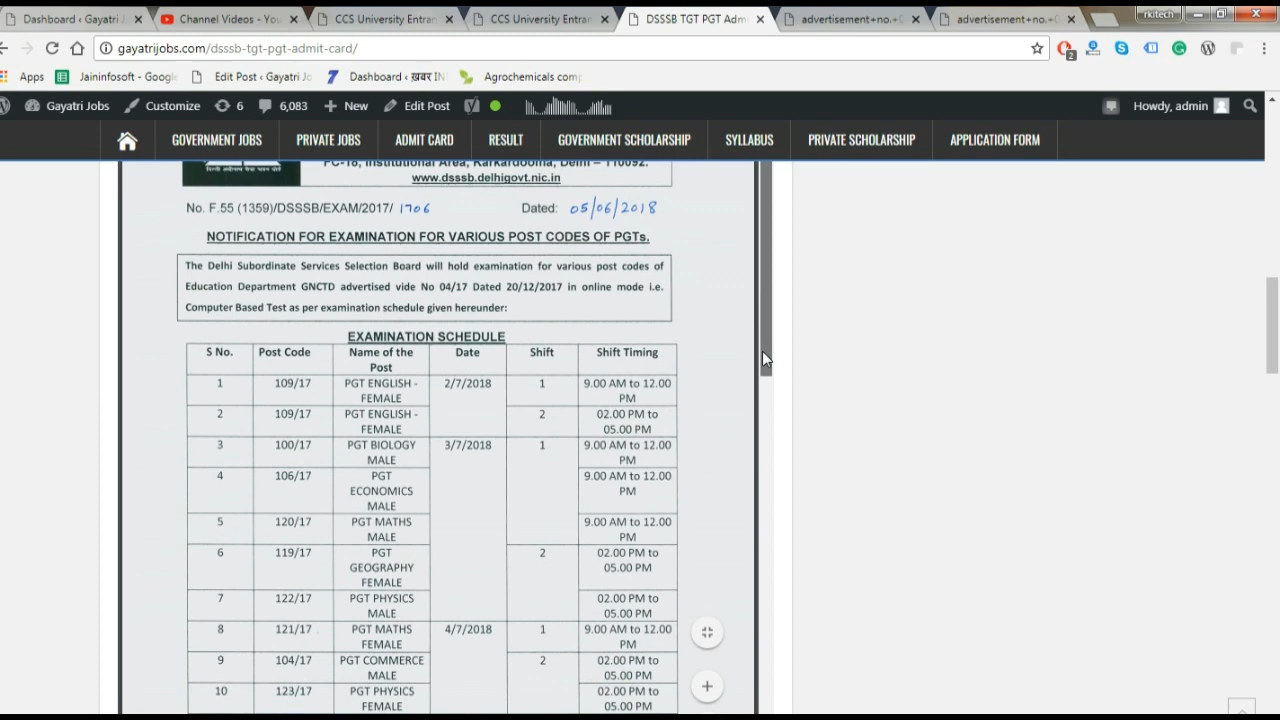 Dashboard ‹ Gayatri J
Channel Videos - You
CCS University Entran
CCS University Entran
DSSSB TGT PGT Adm
advertisement+no.+0
advertisement+no.+
rkitech
gayatrijobs.com/dsssb-tgt-pgt-admit-card/
2
Apps
Jaininfosoft - Google
Edit Post ‹ Gayatri Jo
Dashboard ‹ ख़बर IN
Agrochemicals com
Gayatri Jobs
Customize
6
6,083
New
Edit Post
Howdy, admin
GOVERNMENT JOBS PRIVATE JOBS ADMIT CARD RESULT GOVERNMENT SCHOLARSHIP SYLLABUS PRIVATE SCHOLARSHIP APPLICATION FORM
FC-18, Institutional Area, Karkardooma, Delhi – 110092.
www.dsssb.delhigovt.nic.in
No. F.55 (1359)/DSSSB/EXAM/2017/ 1706 Dated: 05/06/2018
NOTIFICATION FOR EXAMINATION FOR VARIOUS POST CODES OF PGTs.
The Delhi Subordinate Services Selection Board will hold examination for various post codes of
Education Department GNCTD advertised vide No 04/17 Dated 20/12/2017 in online mode i.e.
Computer Based Test as per examination schedule given hereunder:
EXAMINATION SCHEDULE
S No. Post Code Name of the Date Shift Shift Timing
Post
1 109/17 PGT ENGLISH - 2/7/2018 1 9.00 AM to 12.00
FEMALE PM
2 109/17 PGT ENGLISH - 2 02.00 PM to
FEMALE 05.00 PM
3 100/17 PGT BIOLOGY 3/7/2018 1 9.00 AM to 12.00
MALE PM
4 106/17 PGT 9.00 AM to 12.00
ECONOMICS PM
MALE
5 120/17 PGT MATHS 9.00 AM to 12.00
MALE PM
6 119/17 PGT 2 02.00 PM to
GEOGRAPHY 05.00 PM
FEMALE
7 122/17 PGT PHYSICS 02.00 PM to
MALE 05.00 PM
8 121/17 PGT MATHS 4/7/2018 1 9.00 AM to 12.00
FEMALE PM
9 104/17 PGT COMMERCE 2 02.00 PM to
MALE 05.00 PM
10 123/17 PGT PHYSICS 02.00 PM to
FEMALE 05.00 PM